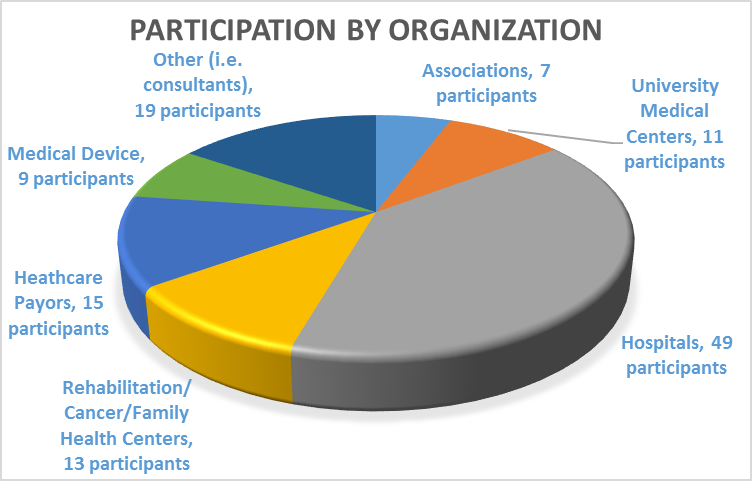 PARTICIPATION BY ORGANIZATION
Other (i.e.
consultants),
19 participants
Associations, 7
participants
University
Medical
Centers, 11
participants
Medical Device,
9 participants
Heathcare
Payors, 15
participants
Hospitals, 49
participants
Rehabilitation/
Cancer/Family
Health Centers,
13 participants